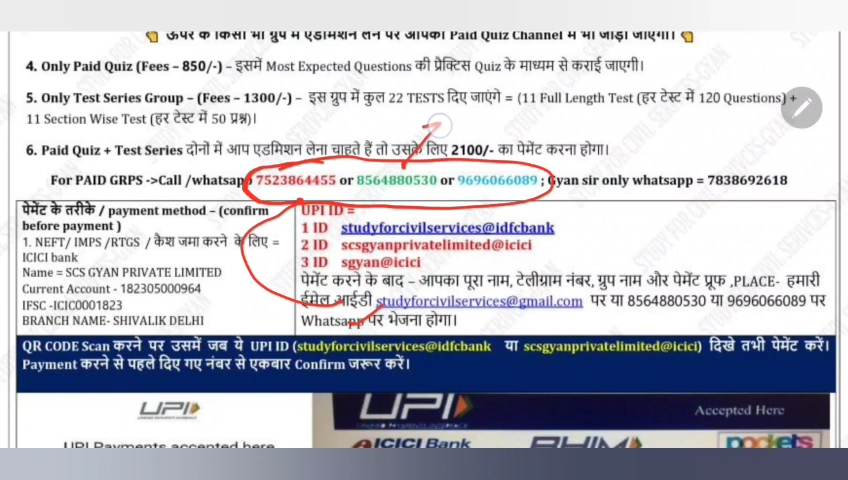 ऊपर के किसी भी ग्रुप में एडमिशन लेने पर आपको Paid Quiz Channel में भी जोड़ा जाएगा।
4. Only Paid Quiz (Fees – 850/-) – इसमें Most Expected Questions की प्रैक्टिस Quiz के माध्यम से कराई जाएगी।
5. Only Test Series Group – (Fees – 1300/-) – इस ग्रुप में कुल 22 TESTS दिए जाएंगे = (11 Full Length Test (हर टेस्ट में 120 Questions) +
11 Section Wise Test (हर टेस्ट में 50 प्रश्न)।
6. Paid Quiz + Test Series दोनों में आप एडमिशन लेना चाहते हैं तो उसके लिए 2100/- का पेमेंट करना होगा।
For PAID GRPS ->Call /whatsapp 7523864455 or 8564880530 or 9696066089 ; Gyan sir only whatsapp = 7838692618
पेमेंट के तरीके / payment method – (confirm
before payment )
1. NEFT/ IMPS /RTGS / कैश जमा करने के लिए =
ICICI bank
Name = SCS GYAN PRIVATE LIMITED
Current Account - 182305000964
IFSC -ICIC0001823
BRANCH NAME- SHIVALIK DELHI
UPI ID =
1 ID studyforcivilservices@idfcbank
2 ID scsgyanprivatelimited@icici
3 ID sgyan@icici
पेमेंट करने के बाद – आपका पूरा नाम, टेलीग्राम नंबर, ग्रुप नाम और पेमेंट प्रूफ ,PLACE- हमारी
ईमेल आईडी studyforcivilservices@gmail.com पर या 8564880530 या 9696066089 पर
Whatsapp पर भेजना होगा।
QR CODE Scan करने पर उसमें जब ये UPI ID (studyforcivilservices@idfcbank या scsgyanprivatelimited@icici) दिखे तभी पेमेंट करें।
Payment करने से पहले दिए गए नंबर से एकबार Confirm जरूर करें।
UPI
UPI Payments accepted here
UPI
Accepted Here
ICICI Bank
BHIM
pockets